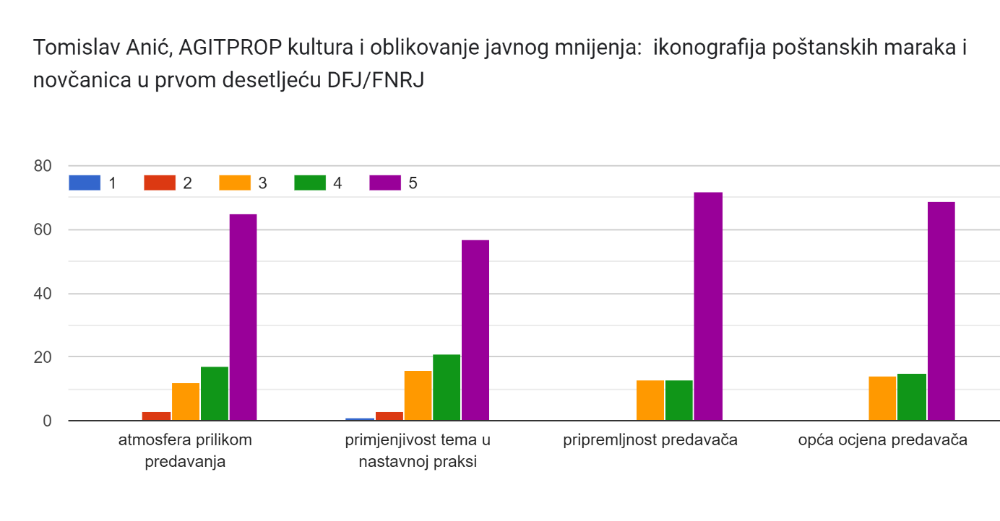 Tomislav Anić, AGITPROP kultura i oblikovanje javnog mnijenja:  ikonografija poštanskih maraka i
novčanica u prvom desetljeću DFJ/FNRJ
80
1 2 3 4 5
60
40
20
0
atmosfera prilikom
predavanja
primjenjivost tema u
nastavnoj praksi
pripremljnost predavača
opća ocjena predavača